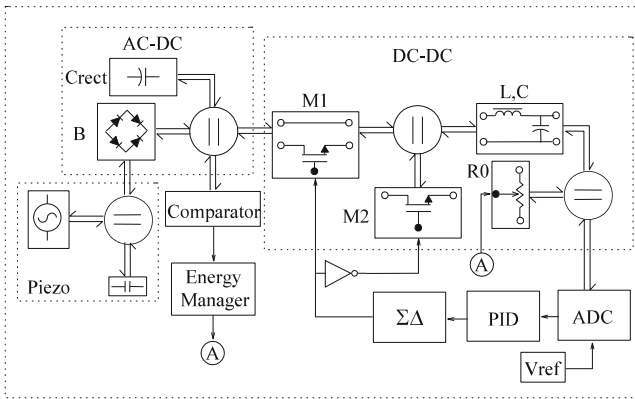 AC-DC
DC-DC
Crect
M1
L,C
B
R0
M2
Comparator
A
Piezo
Energy
Manager
A
ΣΔ
PID
ADC
Vref